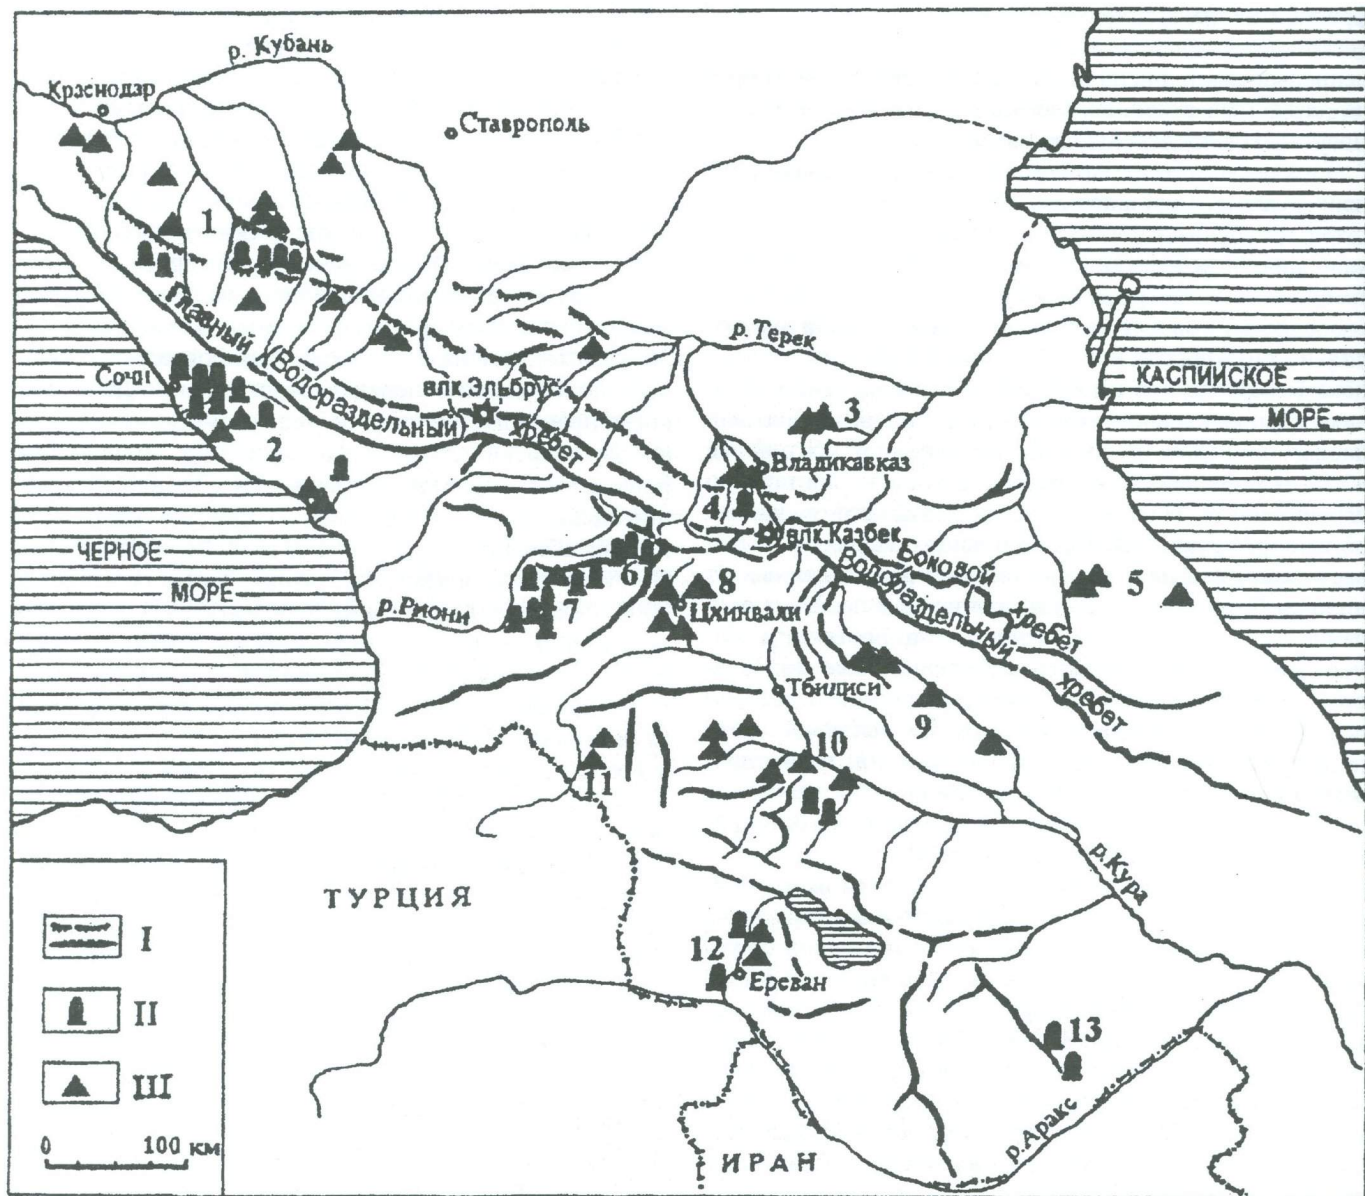 р. Кубань
Краснодар
Ставрополь
1
Главный (Водораздельный) хребет
р. Терек
КАСПИЙСКОЕ
МОРЕ
Сочи
влк.Эльбрус
3
2
Владикавказ
4
влк.Казбек
ЧЕРНОЕ
МОРЕ
Боковой хребет
Водораздельный хребет
5
6
8
р.Риони
7
Цхинвали
Тбилиси
9
10
11
р.Кура
ТУРЦИЯ
12
Ереван
13
р.Аракс
ИРАН
I
II
III
0 100 км